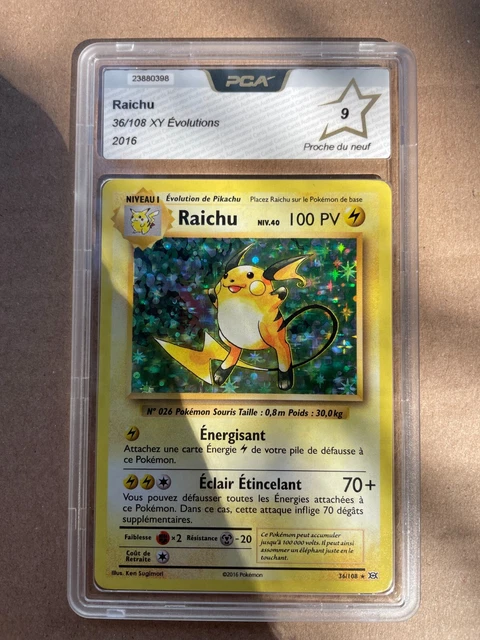 23880398
PCA
Raichu
36/108 XY Évolutions
2016
9
Proche du neuf
NIVEAU 1 Évolution de Pikachu Placez Raichu sur le Pokémon de base
Raichu NIV.40 100 PV
N° 026 Pokémon Souris Taille : 0,8m Poids : 30,0kg
Énergisant
Attachez une carte Énergie de votre pile de défausse à
ce Pokémon.
Éclair Étincelant 70+
Vous pouvez défausser toutes les Énergies attachées à
ce Pokémon. Dans ce cas, cette attaque inflige 70 dégâts
supplémentaires.
Faiblesse ×2 Résistance -20
Coût de
Retraite
Ce Pokémon peut accumuler
jusqu'à 100 000 volts. Il peut ainsi
assommer un éléphant juste en le
touchant.
Illus. Ken Sugimori ©2016 Pokémon 36/108 ★